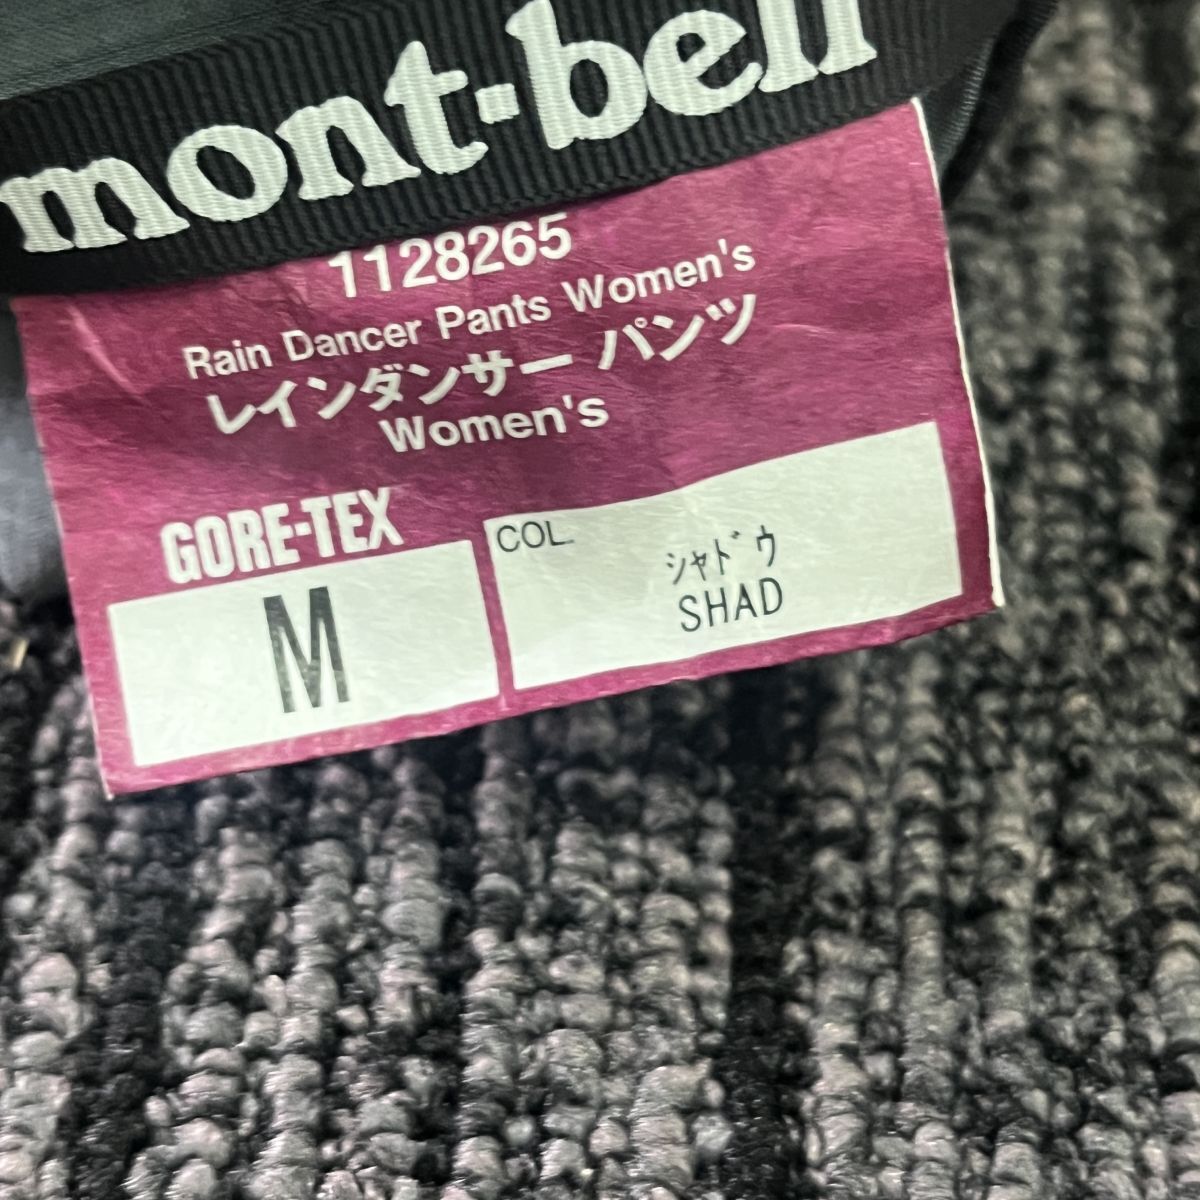 mont-bell
1128265
Rain Dancer Pants Women's
レインダンサー パンツ
Women's
GORE-TEX
M
COL.
ｼｬﾄﾞｳ
SHAD